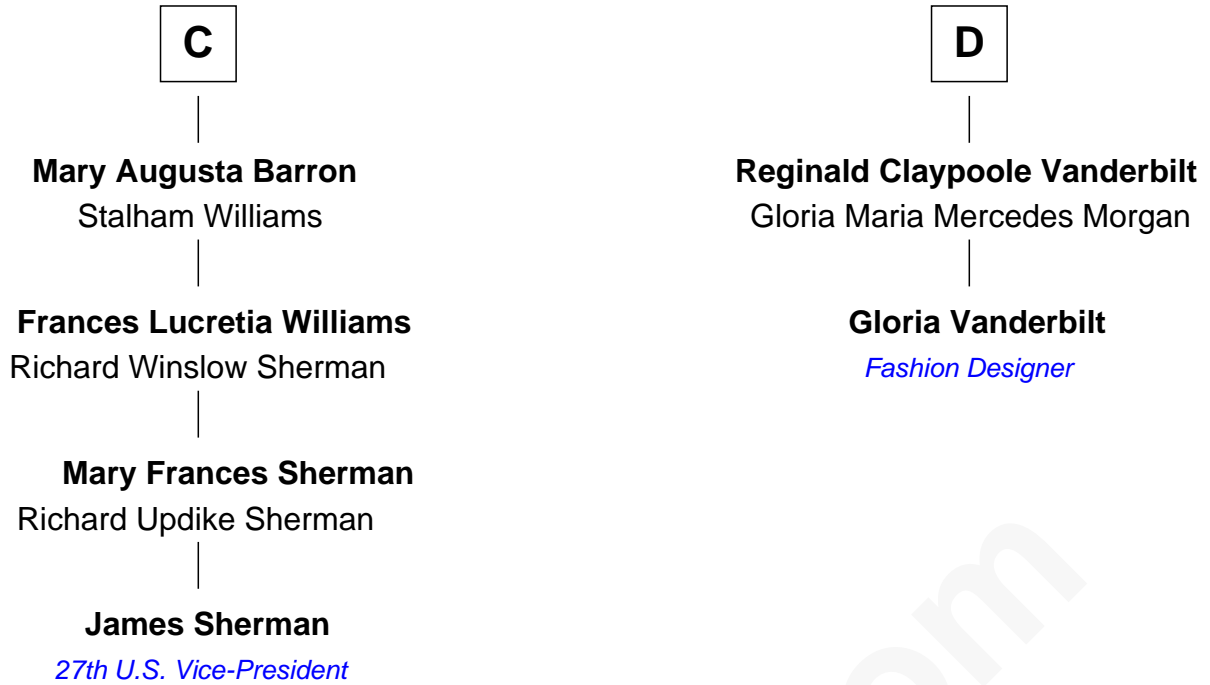 C
Mary Augusta Barron
Stalham Williams
Frances Lucretia Williams
Richard Winslow Sherman
Mary Frances Sherman
Richard Updike Sherman
James Sherman
27th U.S. Vice-President
D
Reginald Claypoole Vanderbilt
Gloria Maria Mercedes Morgan
Gloria Vanderbilt
Fashion Designer
om